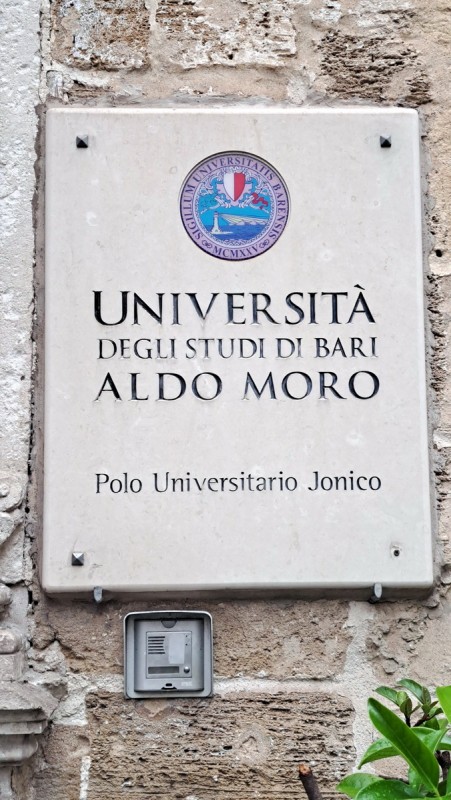 SIGILLUM UNIVERSITATIS BARENSIS
MCMXXV
UNIVERSITÀ
DEGLI STUDI DI BARI
ALDO MORO
Polo Universitario Jonico